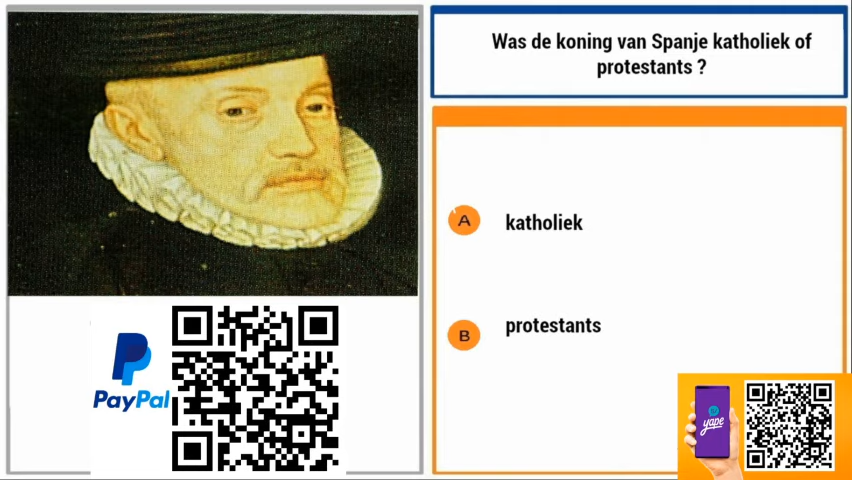 Was de koning van Spanje katholiek of
protestants ?
A katholiek
B protestants
PayPal
yape